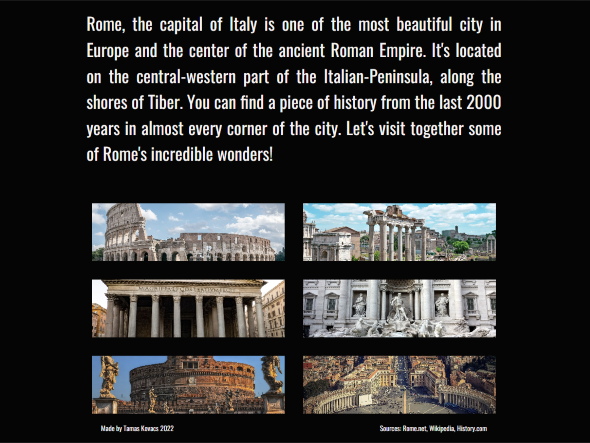 Rome, the capital of Italy is one of the most beautiful city in
Europe and the center of the ancient Roman Empire. It's located
on the central-western part of the Italian-Peninsula, along the
shores of Tiber. You can find a piece of history from the last 2000
years in almost every corner of the city. Let's visit together some
of Rome's incredible wonders!
Made by Tamas Kovacs 2022
Sources: Rome.net, Wikipedia, History.com